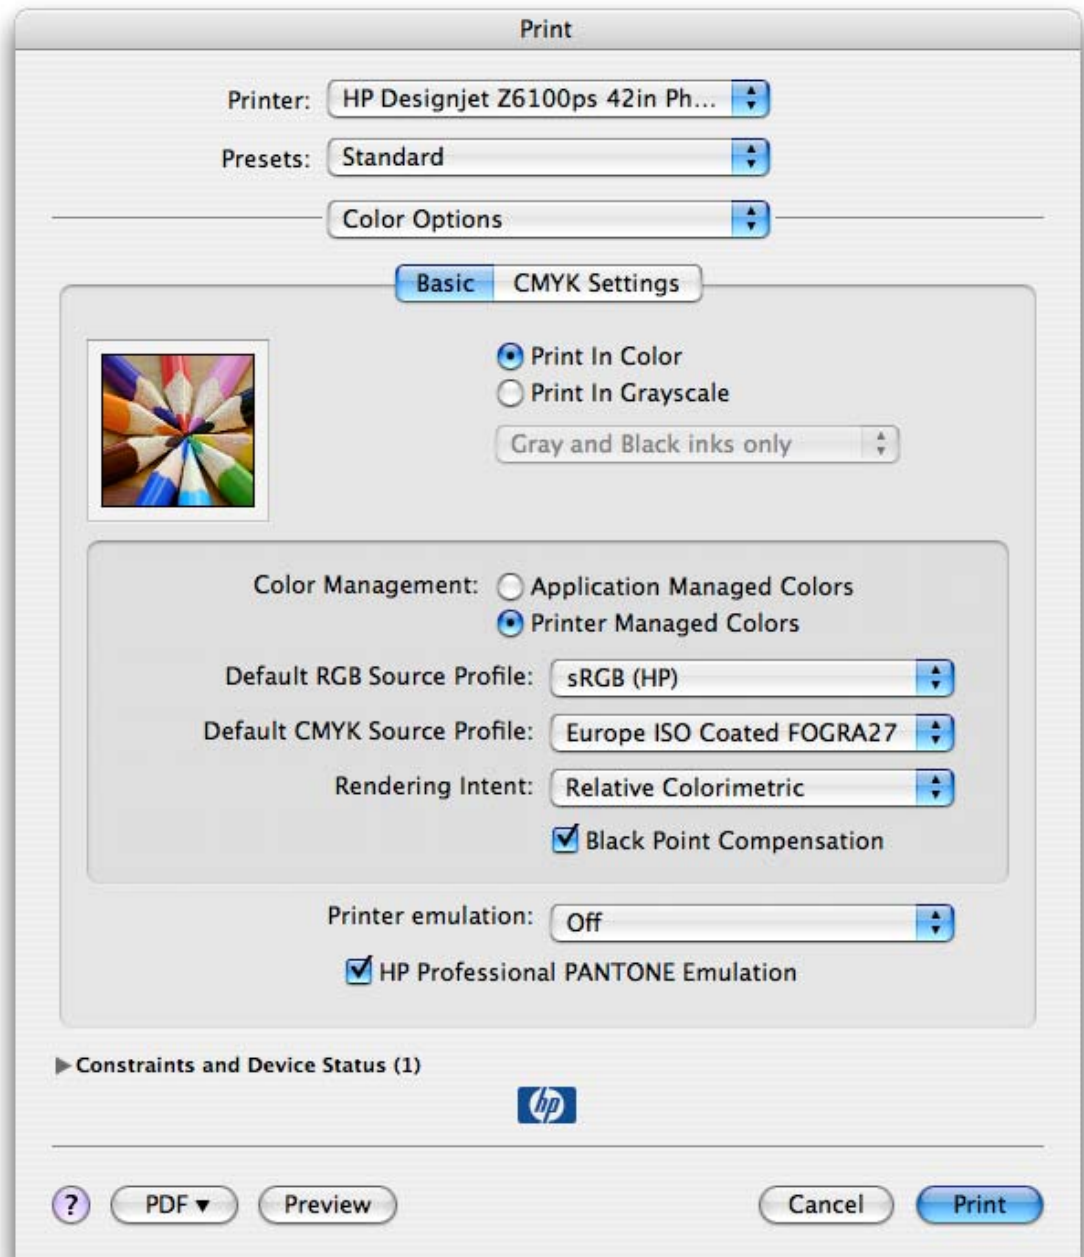 Print
Printer: HP Designjet Z6100ps 42in Ph...
Presets: Standard
Color Options
Basic CMYK Settings
Print In Color
Print In Grayscale
Gray and Black inks only
Color Management: Application Managed Colors
Printer Managed Colors
Default RGB Source Profile: sRGB (HP)
Default CMYK Source Profile: Europe ISO Coated FOGRA27
Rendering Intent: Relative Colorimetric
Black Point Compensation
Printer emulation: Off
HP Professional PANTONE Emulation
Constraints and Device Status (1)
hp
? PDF Preview Cancel Print